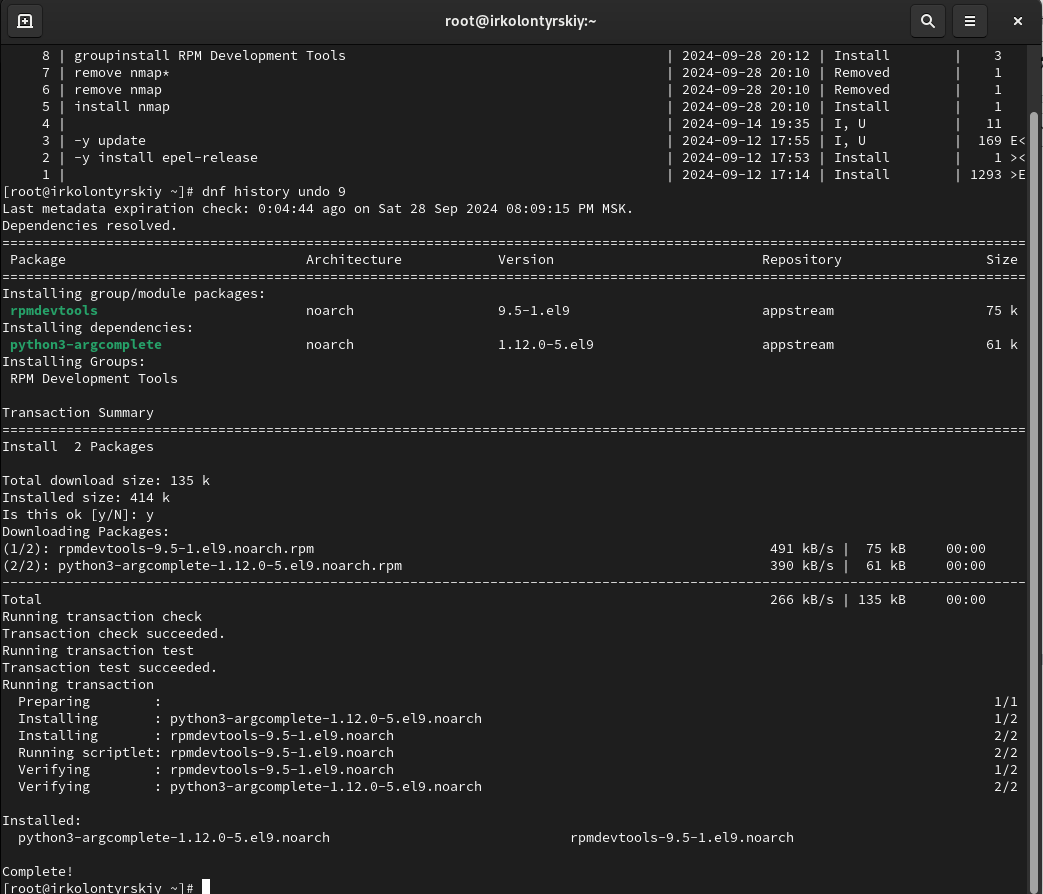 root@irkolontyrskiy:~
8 | groupinstall RPM Development Tools | 2024-09-28 20:12 | Install | 3
7 | remove nmap* | 2024-09-28 20:10 | Removed | 1
6 | remove nmap | 2024-09-28 20:10 | Removed | 1
5 | install nmap | 2024-09-28 20:10 | Install | 1
4 | | 2024-09-14 19:35 | I, U | 11
3 | -y update | 2024-09-12 17:55 | I, U | 169 E<
2 | -y install epel-release | 2024-09-12 17:53 | Install | 1 ><
1 | | 2024-09-12 17:14 | Install | 1293 >E
[root@irkolontyrskiy ~]# dnf history undo 9
Last metadata expiration check: 0:04:44 ago on Sat 28 Sep 2024 08:09:15 PM MSK.
Dependencies resolved.
================================================================================
Package Architecture Version Repository Size
================================================================================
Installing group/module packages:
rpmdevtools noarch 9.5-1.el9 appstream 75 k
Installing dependencies:
python3-argcomplete noarch 1.12.0-5.el9 appstream 61 k
Installing Groups:
RPM Development Tools
Transaction Summary
================================================================================
Install 2 Packages
Total download size: 135 k
Installed size: 414 k
Is this ok [y/N]: y
Downloading Packages:
(1/2): rpmdevtools-9.5-1.el9.noarch.rpm 491 kB/s | 75 kB 00:00
(2/2): python3-argcomplete-1.12.0-5.el9.noarch.rpm 390 kB/s | 61 kB 00:00
--------------------------------------------------------------------------------
Total 266 kB/s | 135 kB 00:00
Running transaction check
Transaction check succeeded.
Running transaction test
Transaction test succeeded.
Running transaction
Preparing : 1/1
Installing : python3-argcomplete-1.12.0-5.el9.noarch 1/2
Installing : rpmdevtools-9.5-1.el9.noarch 2/2
Running scriptlet: rpmdevtools-9.5-1.el9.noarch 2/2
Verifying : rpmdevtools-9.5-1.el9.noarch 1/2
Verifying : python3-argcomplete-1.12.0-5.el9.noarch 2/2
Installed:
python3-argcomplete-1.12.0-5.el9.noarch rpmdevtools-9.5-1.el9.noarch
Complete!
[root@irkolontyrskiy ~]#